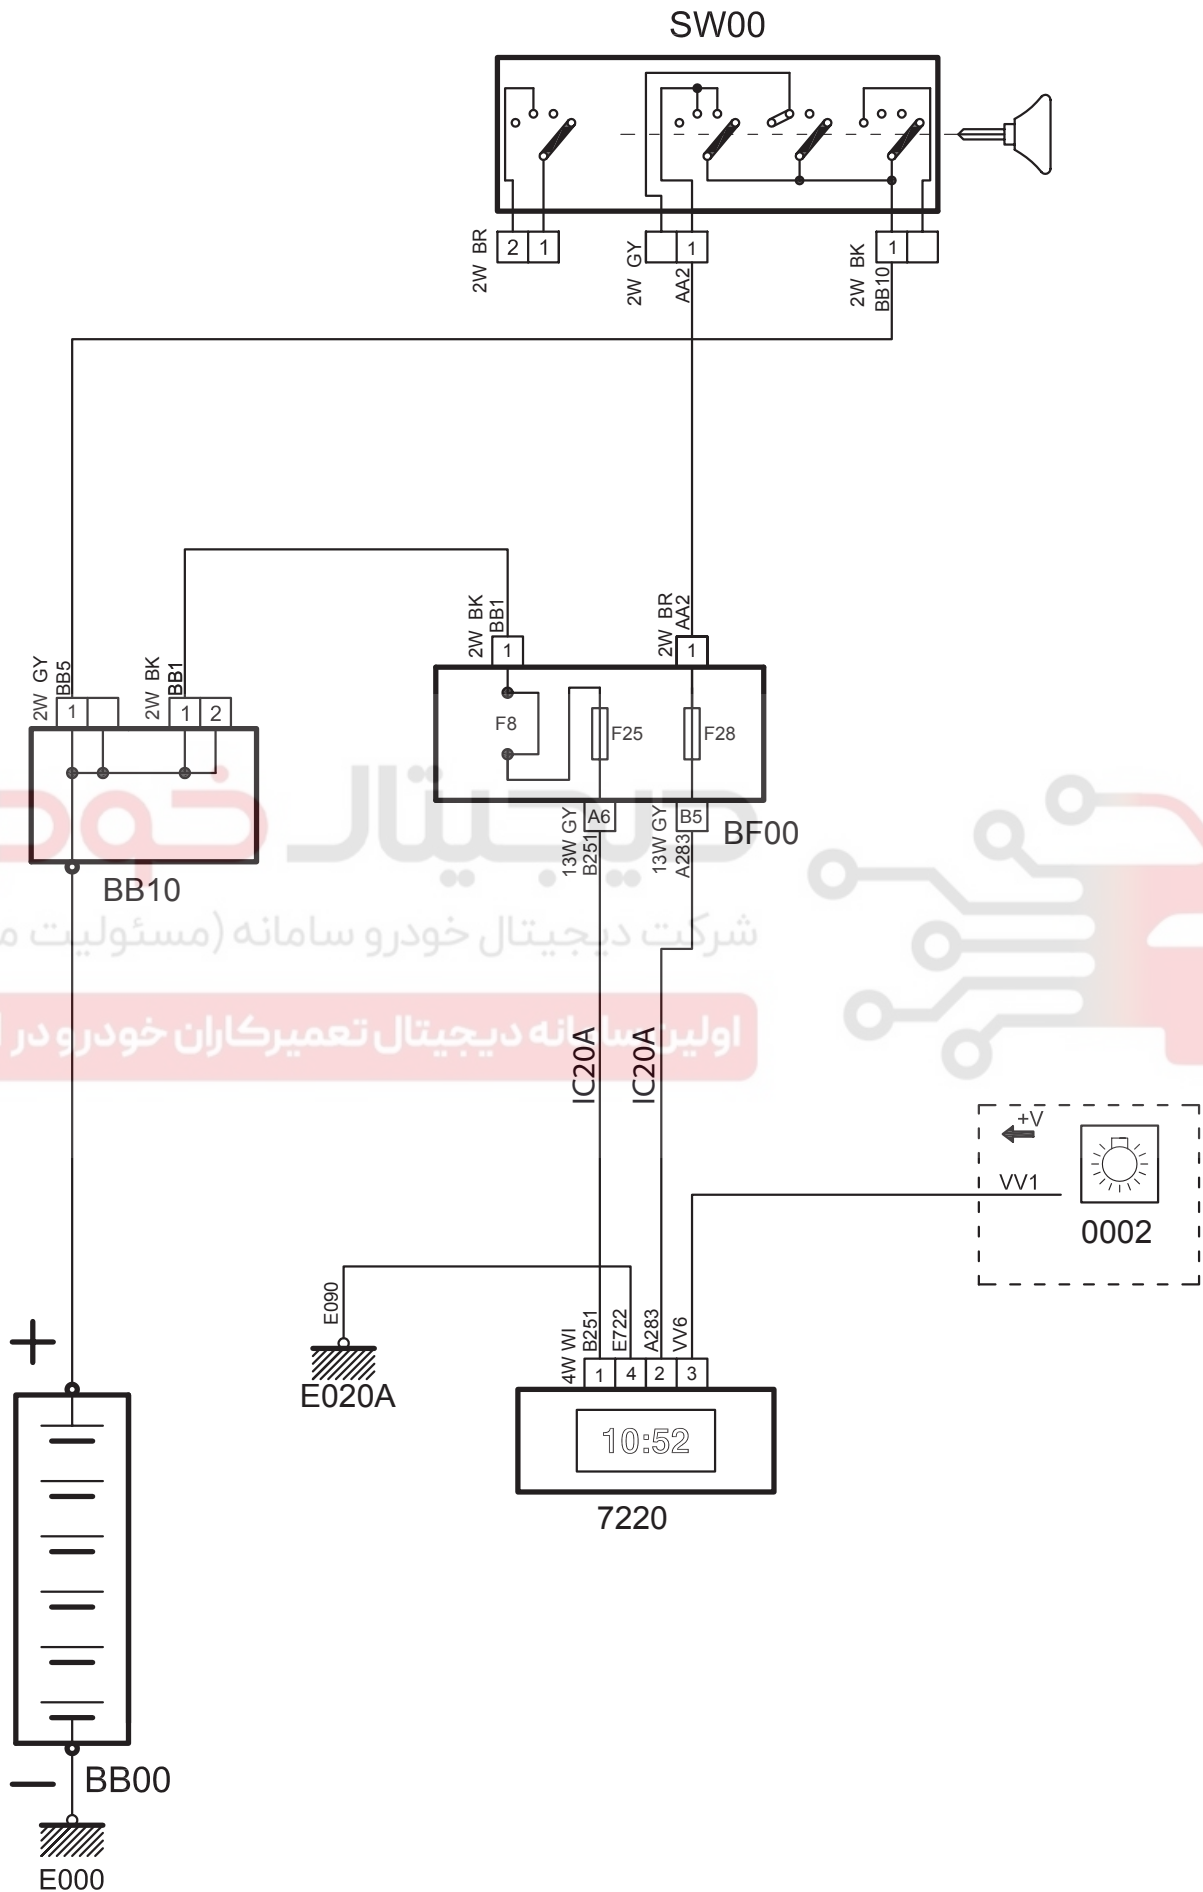 SW00
2W BR
2
1
2W GY
1
AA2
2W BK
1
BB10
2W GY
BB5
1
2W BK
BB1
1
2
2W BK
BB1
1
2W BR
AA2
1
F8
F25
F28
BB10
13W GY
B251
A6
13W GY
A283
B5
BF00
دیجیتال خود
شرکت دیجیتال خودرو سامانه (مسئولیت
اولین سامانه دیجیتال تعمیرکاران خودرو در
IC20A
IC20A
+V
VV1
0002
E090
E020A
4W WI
B251
E722
A283
VV6
1
4
2
3
10:52
7220
+
−
BB00
E000